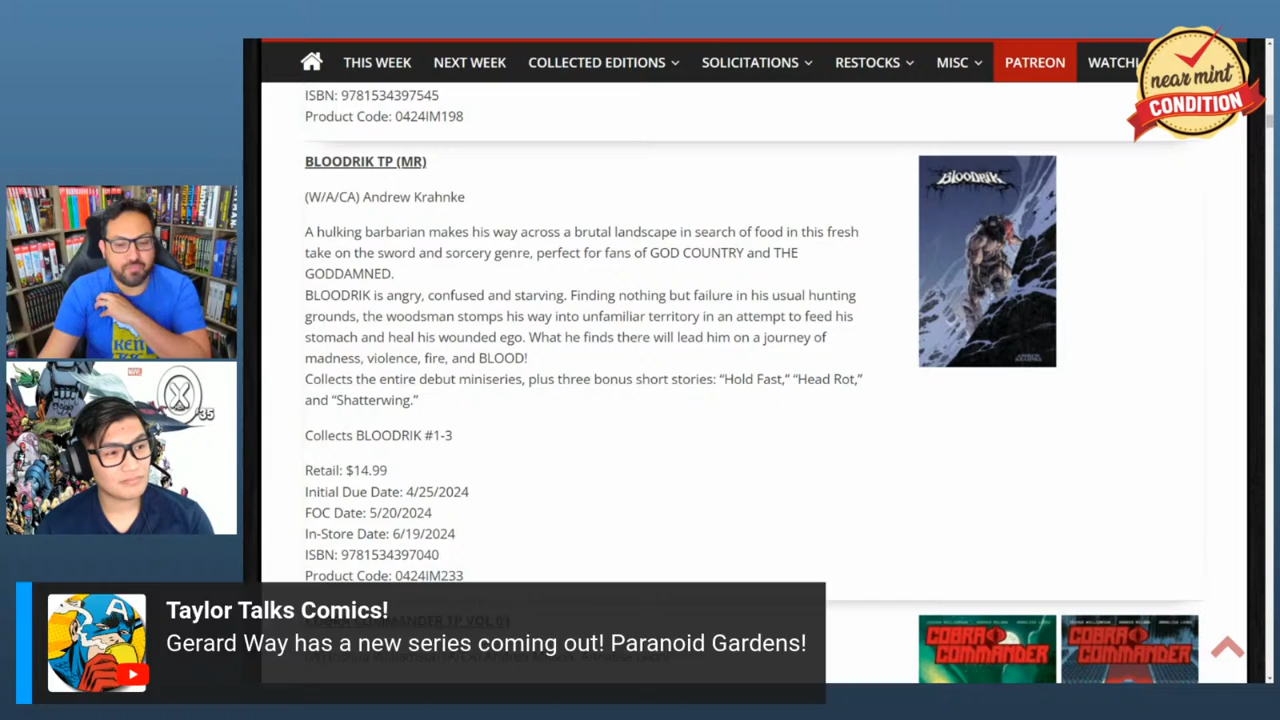 THIS WEEK
NEXT WEEK
COLLECTED EDITIONS
SOLICITATIONS
RESTOCKS
MISC
PATREON
near mint
CONDITION
ISBN: 9781534397545
Product Code: 0424IM198
BLOODRIK TP (MR)
(W/A/CA) Andrew Krahnke
A hulking barbarian makes his way across a brutal landscape in search of food in this fresh
take on the sword and sorcery genre, perfect for fans of GOD COUNTRY and THE
GODDAMNED.
BLOODRIK is angry, confused and starving. Finding nothing but failure in his usual hunting
grounds, the woodsman stomps his way into unfamiliar territory in an attempt to feed his
stomach and heal his wounded ego. What he finds there will lead him on a journey of
madness, violence, fire, and BLOOD!
Collects the entire debut miniseries, plus three bonus short stories: “Hold Fast,” “Head Rot,”
and “Shatterwing.”
Collects BLOODRIK #1-3
Retail: $14.99
Initial Due Date: 4/25/2024
FOC Date: 5/20/2024
In-Store Date: 6/19/2024
ISBN: 9781534397040
Product Code: 0424IM233
BLOODRIK
COBRA COMMANDER TP VOL 01
COBRA
COMMANDER
COBRA
COMMANDER
MARVEL
35
Taylor Talks Comics!
Gerard Way has a new series coming out! Paranoid Gardens!